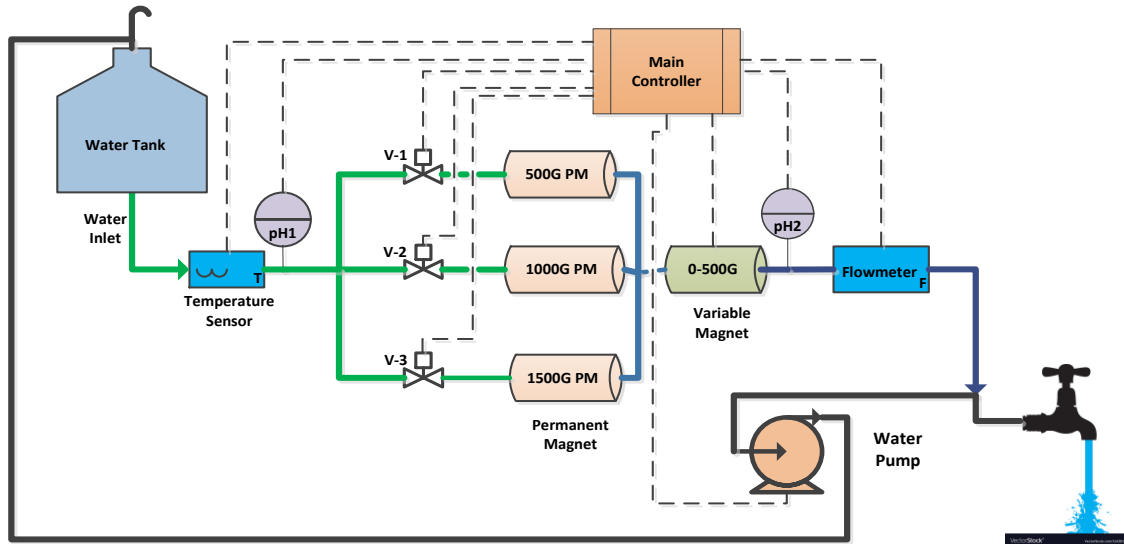 Main
Controller
Water Tank
V-1
500G PM
Water
Inlet
pH1
pH2
V-2
1000G PM
0-500G
Flowmeter
T
F
Temperature
Sensor
Variable
Magnet
V-3
1500G PM
Permanent
Magnet
Water
Pump
VectorStock®